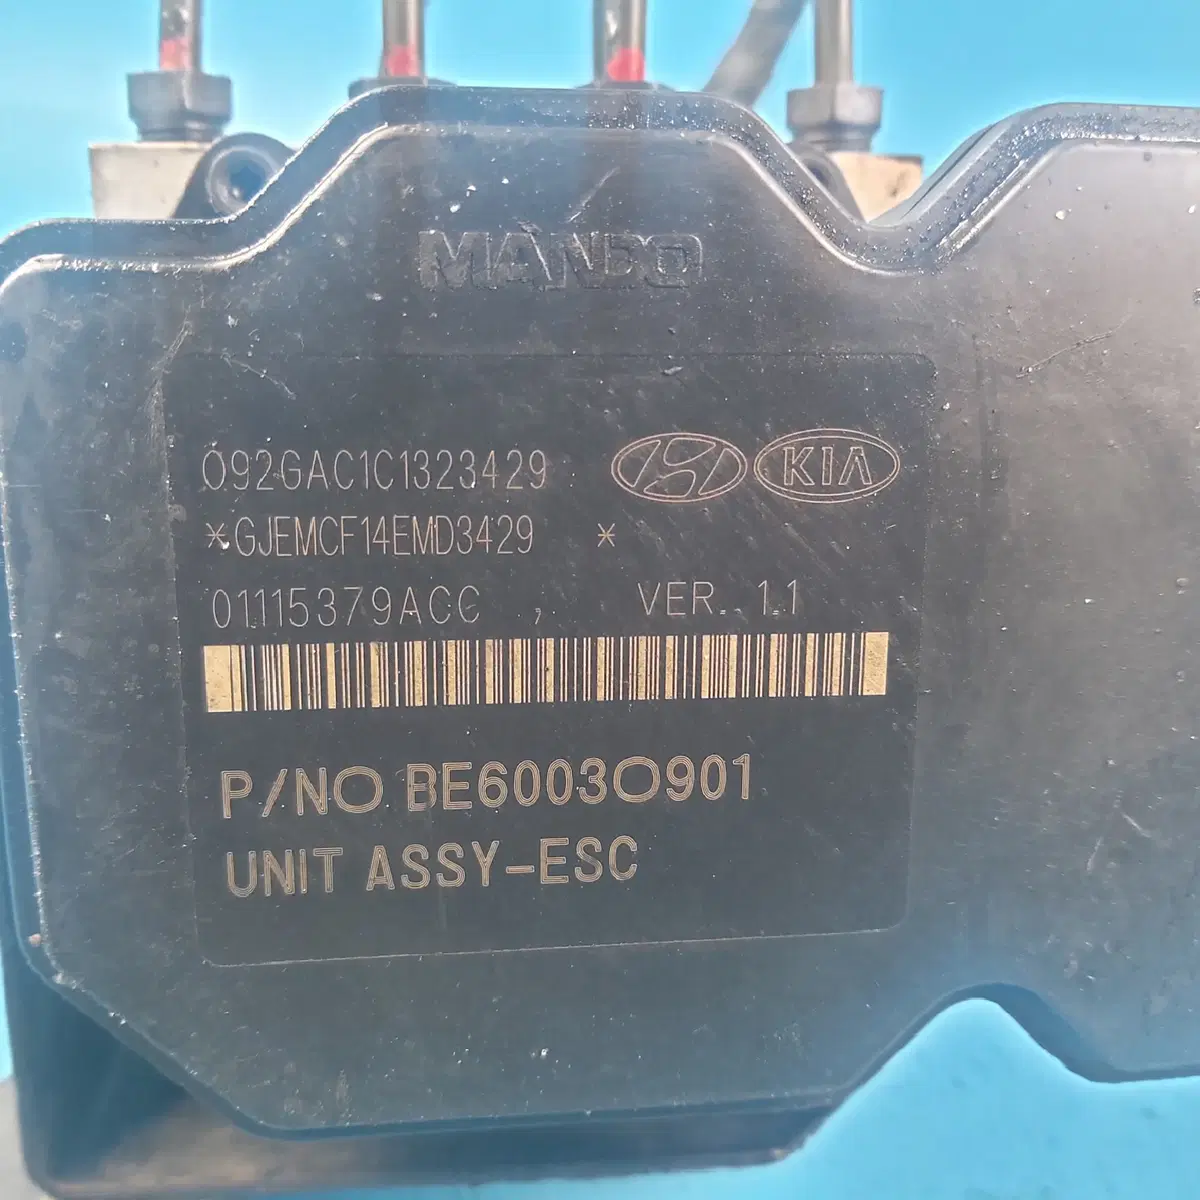 MANDO
092GAC1C1323429
KIA
*GJEMCF14EMD3429 *
01115379ACC , VER. 1.1
P/NO BE60030901
UNIT ASSY-ESC